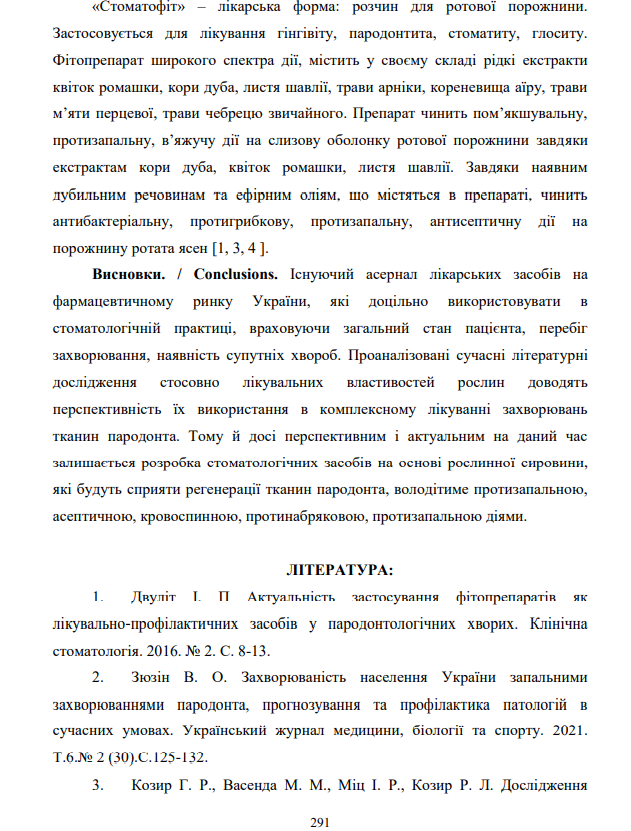 «Стоматофіт» – лікарська форма: розчин для ротової порожнини.
Застосовується для лікування гінгівіту, пародонтита, стоматиту, глоситу.
Фітопрепарат широкого спектра дії, містить у своєму складі рідкі екстракти
квіток ромашки, кори дуба, листя шавлії, трави арніки, кореневища аїру, трави
м’яти перцевої, трави чебрецю звичайного. Препарат чинить пом’якшувальну,
протизапальну, в’яжучу дії на слизову оболонку ротової порожнини завдяки
екстрактам кори дуба, квіток ромашки, листя шавлії. Завдяки наявним
дубильним речовинам та ефірним оліям, що містяться в препараті, чинить
антибактеріальну, протигрибкову, протизапальну, антисептичну дії на
порожнину ротата ясен [1, 3, 4 ].
Висновки. / Conclusions. Існуючий асернал лікарських засобів на
фармацевтичному ринку України, які доцільно використовувати в
стоматологічній практиці, враховуючи загальний стан пацієнта, перебіг
захворювання, наявність супутніх хвороб. Проаналізовані сучасні літературні
дослідження стосовно лікувальних властивостей рослин доводять
перспективність їх використання в комплексному лікуванні захворювань
тканин пародонта. Тому й досі перспективним і актуальним на даний час
залишається розробка стоматологічних засобів на основі рослинної сировини,
які будуть сприяти регенерації тканин пародонта, володітиме протизапальною,
асептичною, кровоспинною, протинабряковою, протизапальною діями.
ЛІТЕРАТУРА:
1. Двуліт І. П Актуальність застосування фітопрепаратів як
лікувально-профілактичних засобів у пародонтологічних хворих. Клінічна
стоматологія. 2016. № 2. С. 8-13.
2. Зюзін В. О. Захворюваність населення України запальними
захворюваннями пародонта, прогнозування та профілактика патологій в
сучасних умовах. Український журнал медицини, біології та спорту. 2021.
Т.6.№ 2 (30).С.125-132.
3. Козир Г. Р., Васенда М. М., Міц І. Р., Козир Р. Л. Дослідження
291